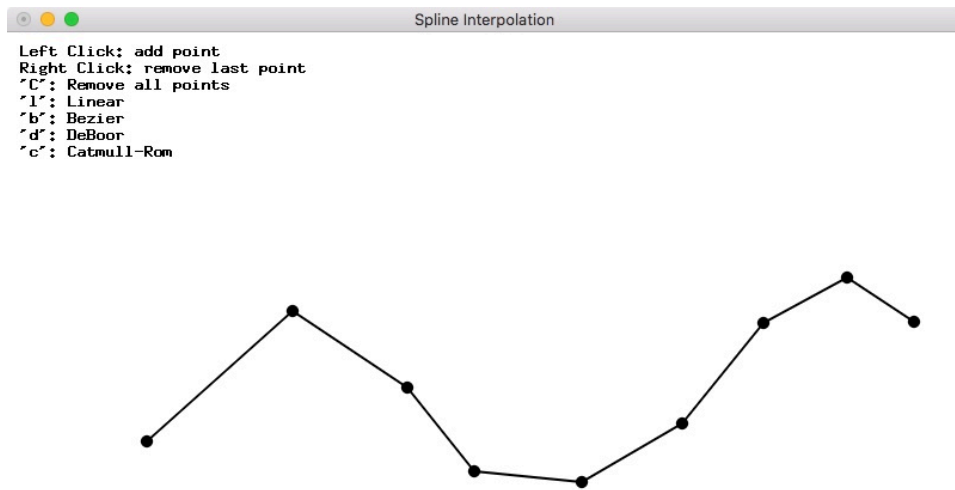 Spline Interpolation
Left Click: add point
Right Click: remove last point
"C": Remove all points
"l": Linear
"b": Bezier
"d": DeBoor
"c": Catmull-Rom